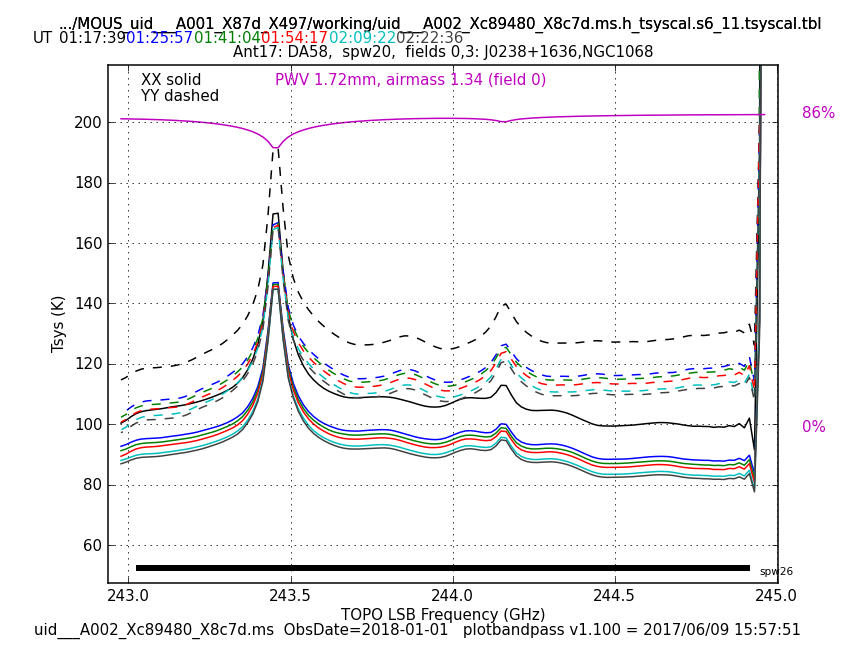 .../MOUS_uid___A001_X87d_X497/working/uid___A002_Xc89480_X8c7d.ms.h_tsyscal.s6_11.tsyscal.tbl
UT 01:17:39 01:25:57 01:41:04 01:54:17 02:09:22 02:22:36
Ant17: DA58,  spw20,  fields 0,3: J0238+1636,NGC1068
XX solid
PWV 1.72mm, airmass 1.34 (field 0)
YY dashed
86%
200
180
160
140
120
100
80
60
Tsys (K)
0%
spw26
243.0 243.5 244.0 244.5 245.0
TOPO LSB Frequency (GHz)
uid___A002_Xc89480_X8c7d.ms  ObsDate=2018-01-01   plotbandpass v1.100 = 2017/06/09 15:57:51